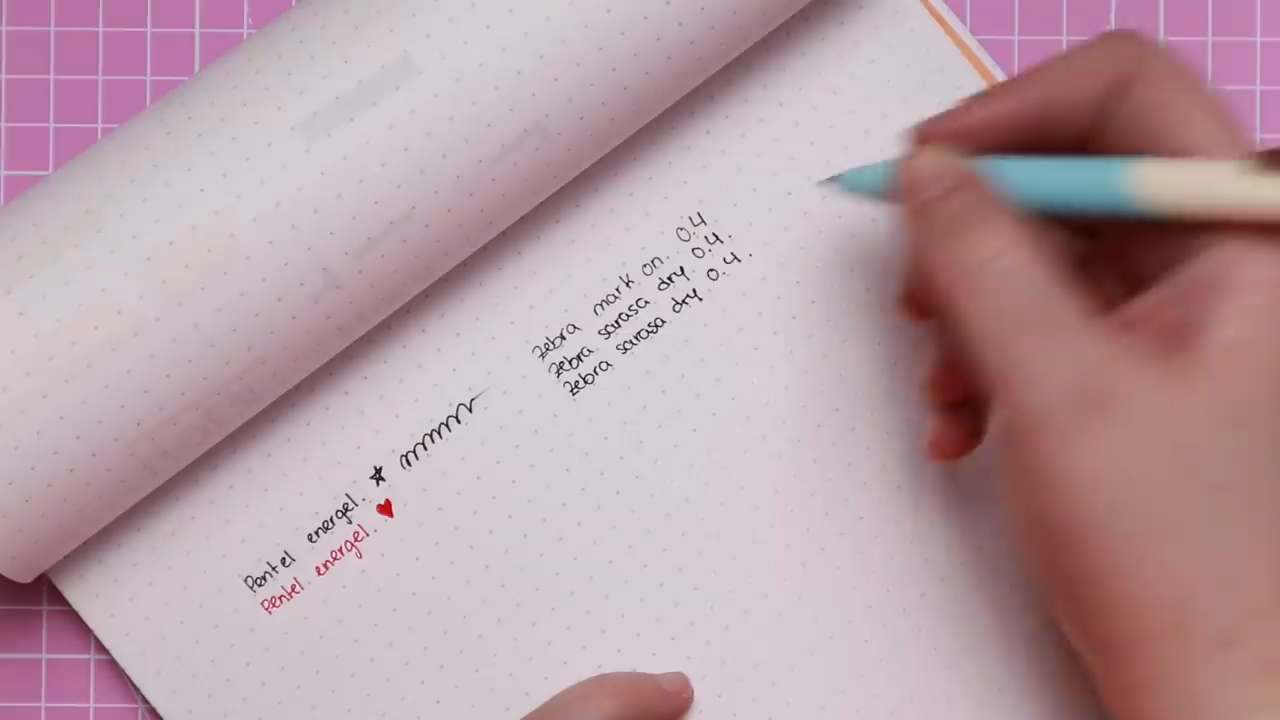 Pentel energel.
Pentel energel.
zebra mark on. 0.4
zebra sarasa dry 0.4.
zebra sarasa dry 0.4.